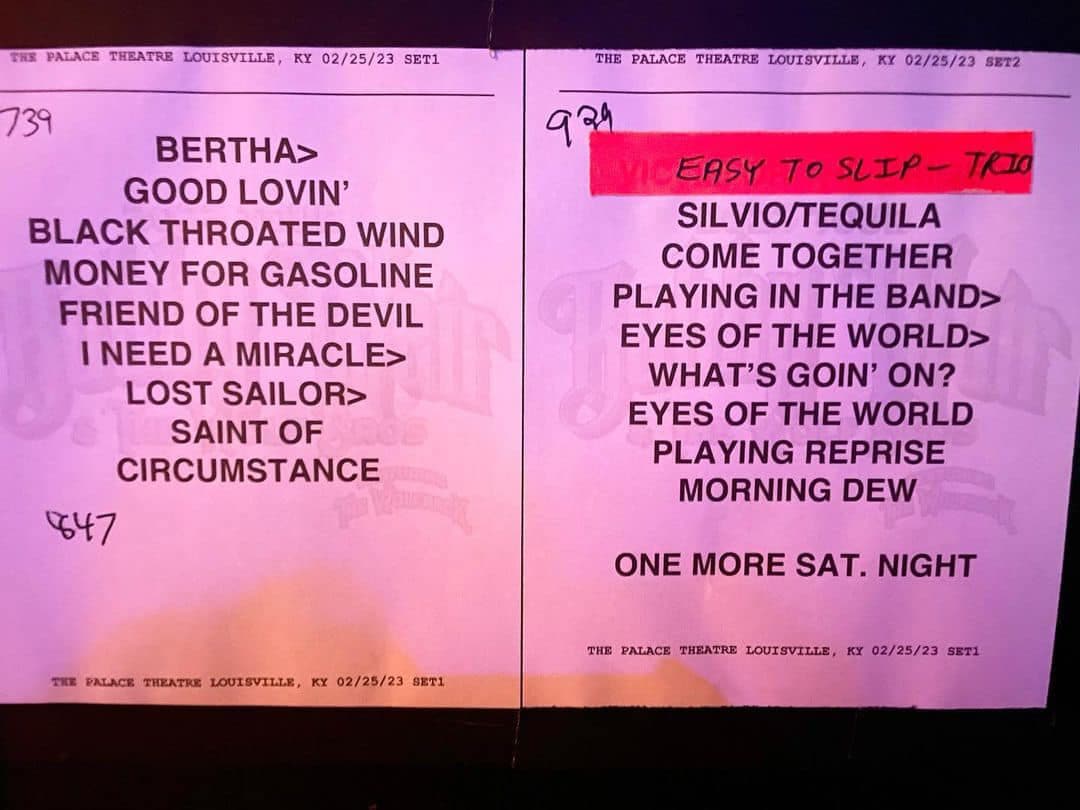 THE PALACE THEATRE LOUISVILLE, KY 02/25/23 SET1
739
BERTHA>
GOOD LOVIN'
BLACK THROATED WIND
MONEY FOR GASOLINE
FRIEND OF THE DEVIL
I NEED A MIRACLE>
LOST SAILOR>
SAINT OF
CIRCUMSTANCE
847
THE PALACE THEATRE LOUISVILLE, KY 02/25/23 SET1
THE PALACE THEATRE LOUISVILLE, KY 02/25/23 SET2
929
EASY TO SLIP – TRIO
SILVIO/TEQUILA
COME TOGETHER
PLAYING IN THE BAND>
EYES OF THE WORLD>
WHAT'S GOIN' ON?
EYES OF THE WORLD
PLAYING REPRISE
MORNING DEW
ONE MORE SAT. NIGHT
THE PALACE THEATRE LOUISVILLE, KY 02/25/23 SET1